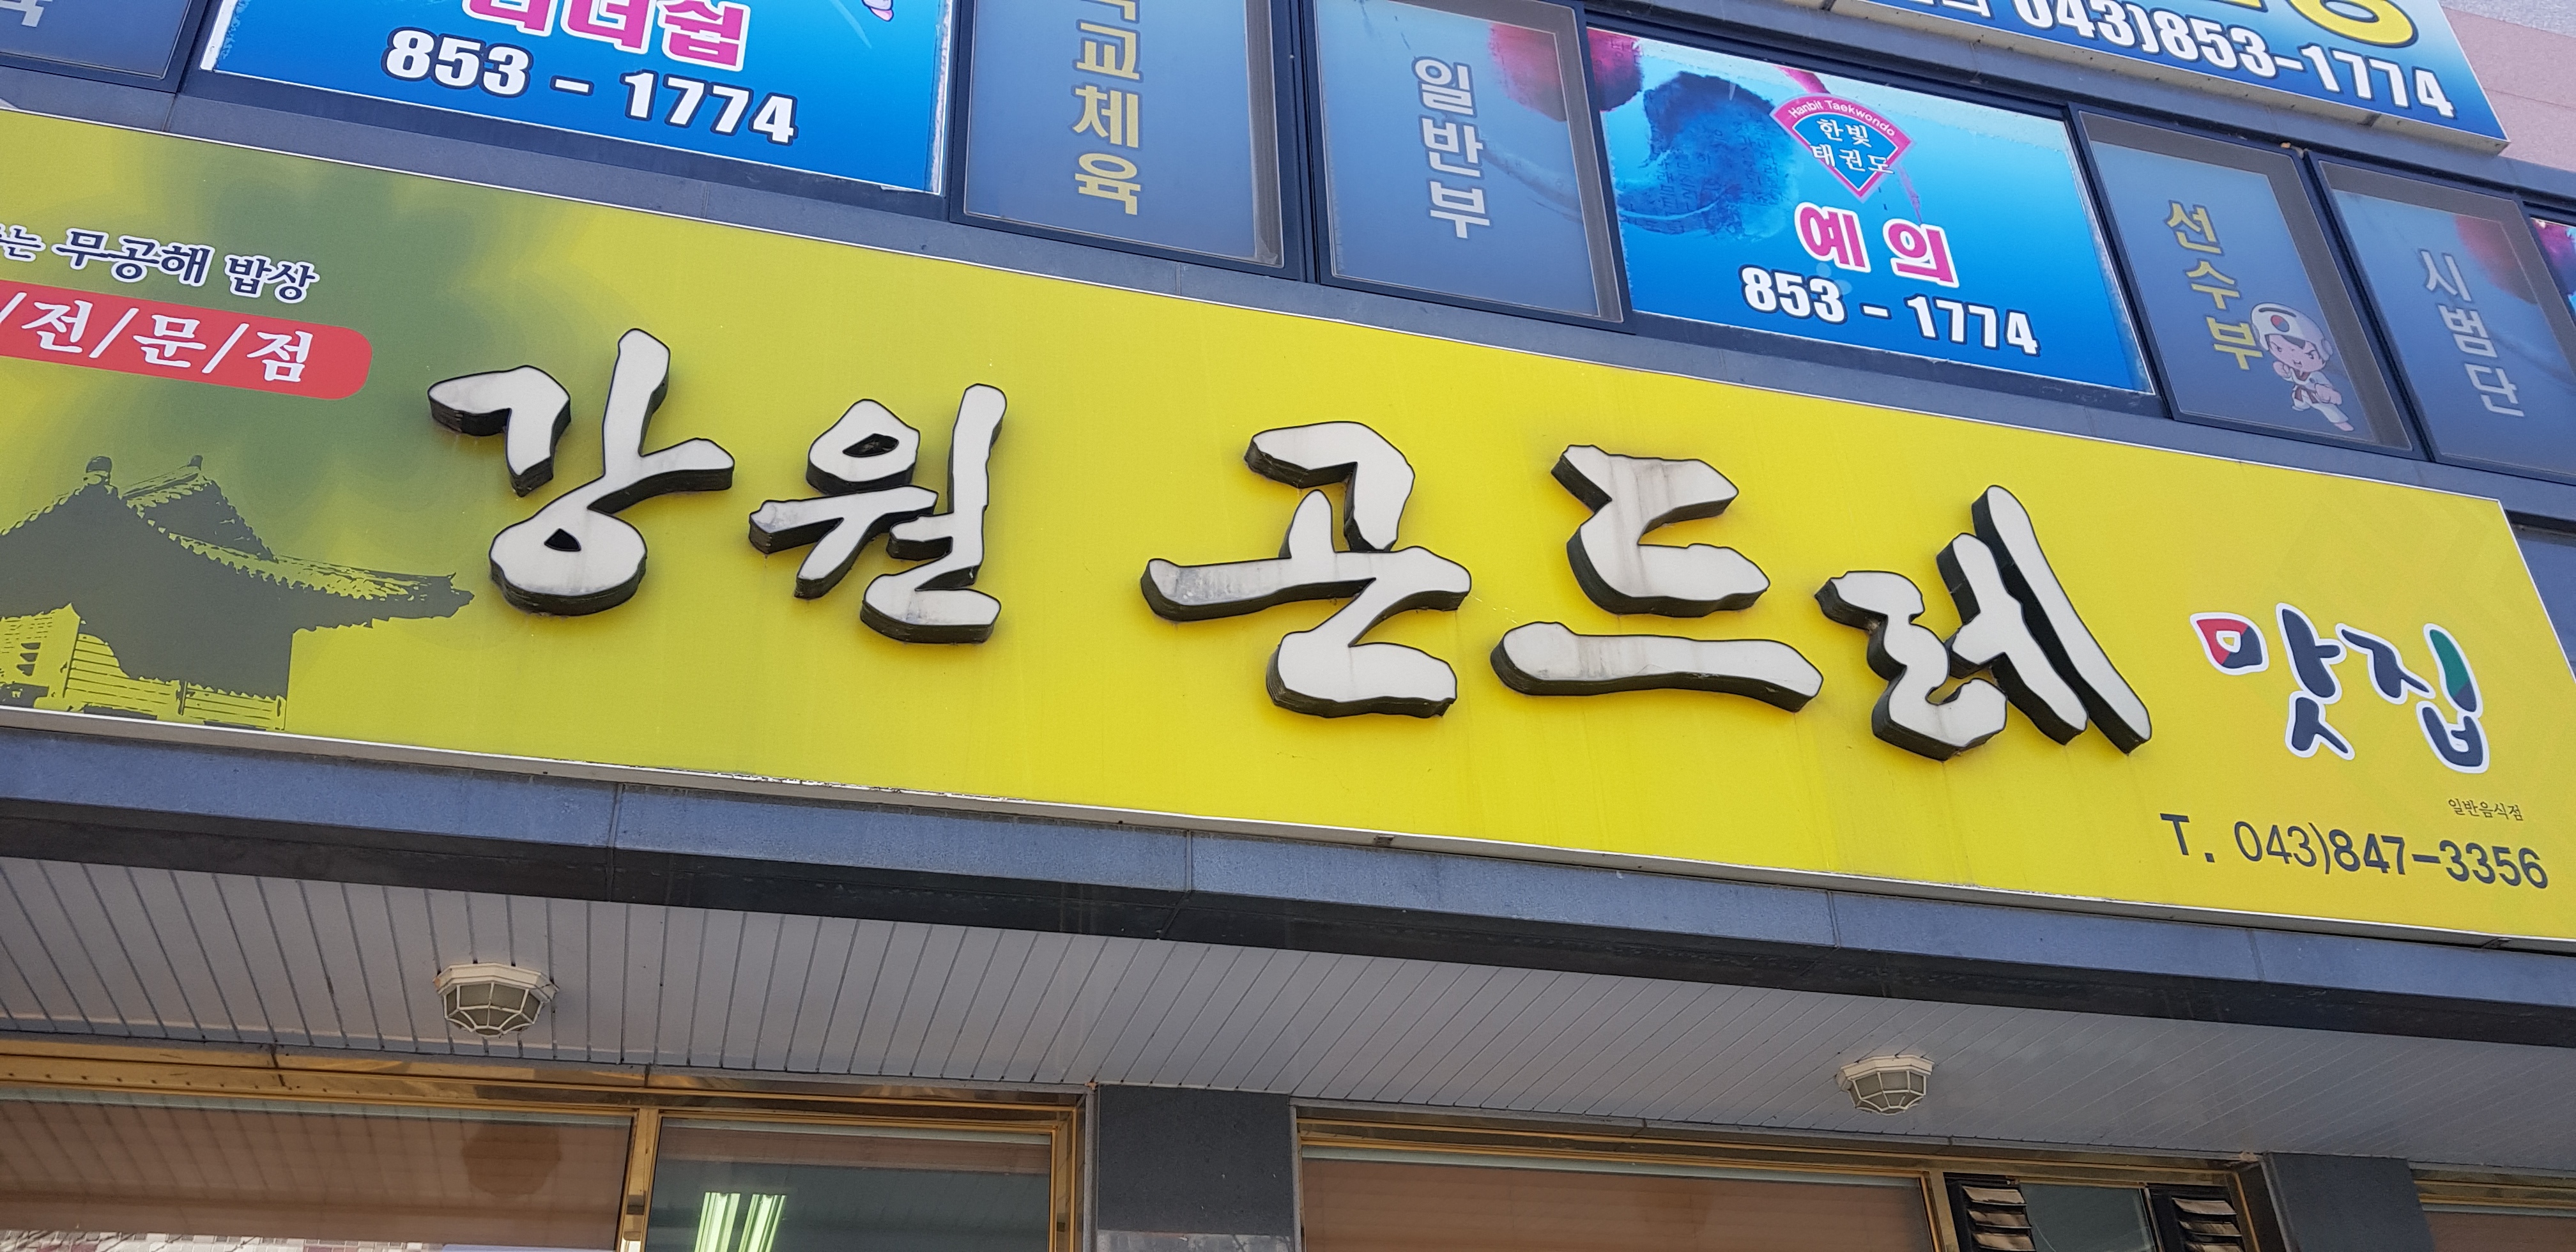 853-1774
교체육
일반부
043)853-1774
Hanbit Taekwondo
한빛
태권도
예의
853-1774
선수부
시범단
는 무공해 밥상
/전/문/점
강원 곤드레 맛집
일반음식점
T. 043)847-3356